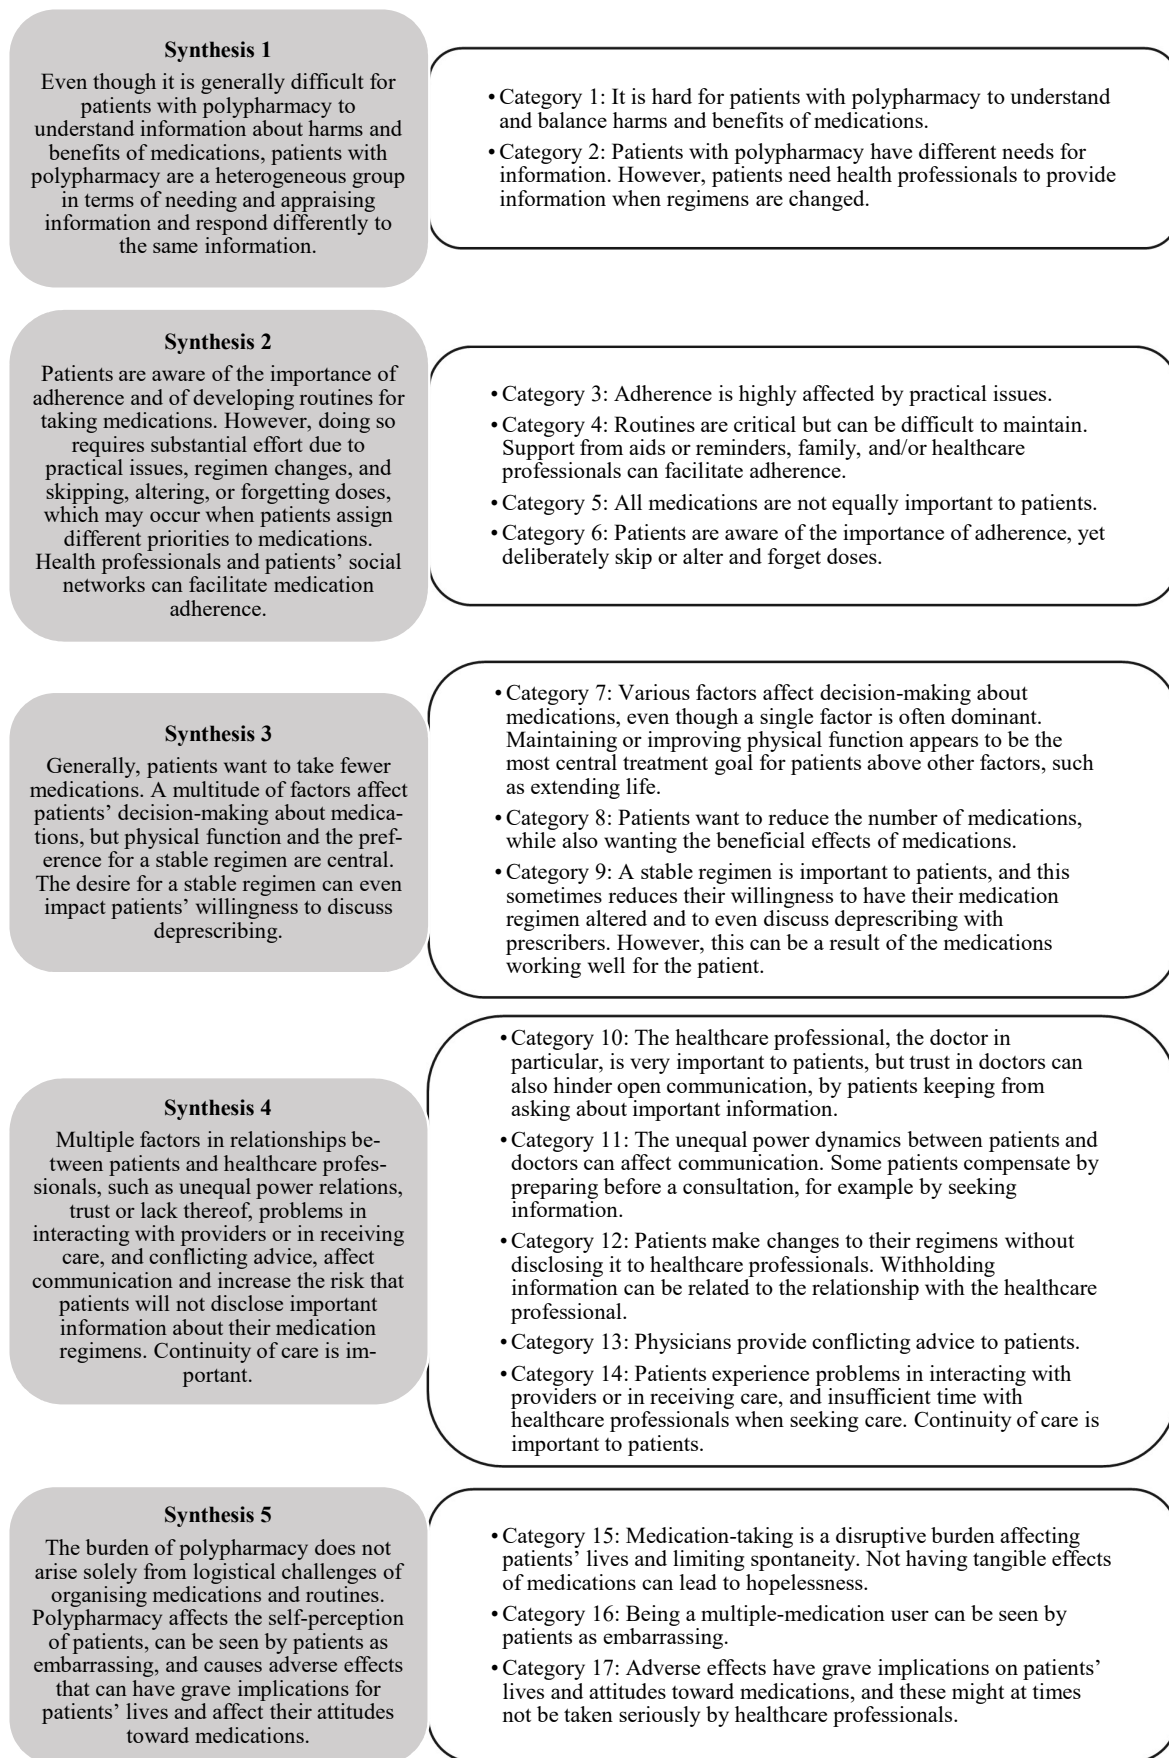 Synthesis 1
Even though it is generally difficult for
patients with polypharmacy to
understand information about harms and
benefits of medications, patients with
polypharmacy are a heterogeneous group
in terms of needing and appraising
information and respond differently to
the same information.
• Category 1: It is hard for patients with polypharmacy to understand
and balance harms and benefits of medications.
• Category 2: Patients with polypharmacy have different needs for
information. However, patients need health professionals to provide
information when regimens are changed.
Synthesis 2
Patients are aware of the importance of
adherence and of developing routines for
taking medications. However, doing so
requires substantial effort due to
practical issues, regimen changes, and
skipping, altering, or forgetting doses,
which may occur when patients assign
different priorities to medications.
Health professionals and patients’ social
networks can facilitate medication
adherence.
• Category 3: Adherence is highly affected by practical issues.
• Category 4: Routines are critical but can be difficult to maintain.
Support from aids or reminders, family, and/or healthcare
professionals can facilitate adherence.
• Category 5: All medications are not equally important to patients.
• Category 6: Patients are aware of the importance of adherence, yet
deliberately skip or alter and forget doses.
Synthesis 3
Generally, patients want to take fewer
medications. A multitude of factors affect
patients’ decision-making about medica-
tions, but physical function and the pref-
erence for a stable regimen are central.
The desire for a stable regimen can even
impact patients’ willingness to discuss
deprescribing.
• Category 7: Various factors affect decision-making about
medications, even though a single factor is often dominant.
Maintaining or improving physical function appears to be the
most central treatment goal for patients above other factors, such
as extending life.
• Category 8: Patients want to reduce the number of medications,
while also wanting the beneficial effects of medications.
• Category 9: A stable regimen is important to patients, and this
sometimes reduces their willingness to have their medication
regimen altered and to even discuss deprescribing with
prescribers. However, this can be a result of the medications
working well for the patient.
Synthesis 4
Multiple factors in relationships be-
tween patients and healthcare profes-
sionals, such as unequal power relations,
trust or lack thereof, problems in
interacting with providers or in receiving
care, and conflicting advice, affect
communication and increase the risk that
patients will not disclose important
information about their medication
regimens. Continuity of care is im-
portant.
• Category 10: The healthcare professional, the doctor in
particular, is very important to patients, but trust in doctors can
also hinder open communication, by patients keeping from
asking about important information.
• Category 11: The unequal power dynamics between patients and
doctors can affect communication. Some patients compensate by
preparing before a consultation, for example by seeking
information.
• Category 12: Patients make changes to their regimens without
disclosing it to healthcare professionals. Withholding
information can be related to the relationship with the healthcare
professional.
• Category 13: Physicians provide conflicting advice to patients.
• Category 14: Patients experience problems in interacting with
providers or in receiving care, and insufficient time with
healthcare professionals when seeking care. Continuity of care is
important to patients.
Synthesis 5
The burden of polypharmacy does not
arise solely from logistical challenges of
organising medications and routines.
Polypharmacy affects the self-perception
of patients, can be seen by patients as
embarrassing, and causes adverse effects
that can have grave implications for
patients’ lives and affect their attitudes
toward medications.
• Category 15: Medication-taking is a disruptive burden affecting
patients’ lives and limiting spontaneity. Not having tangible effects
of medications can lead to hopelessness.
• Category 16: Being a multiple-medication user can be seen by
patients as embarrassing.
• Category 17: Adverse effects have grave implications on patients’
lives and attitudes toward medications, and these might at times
not be taken seriously by healthcare professionals.